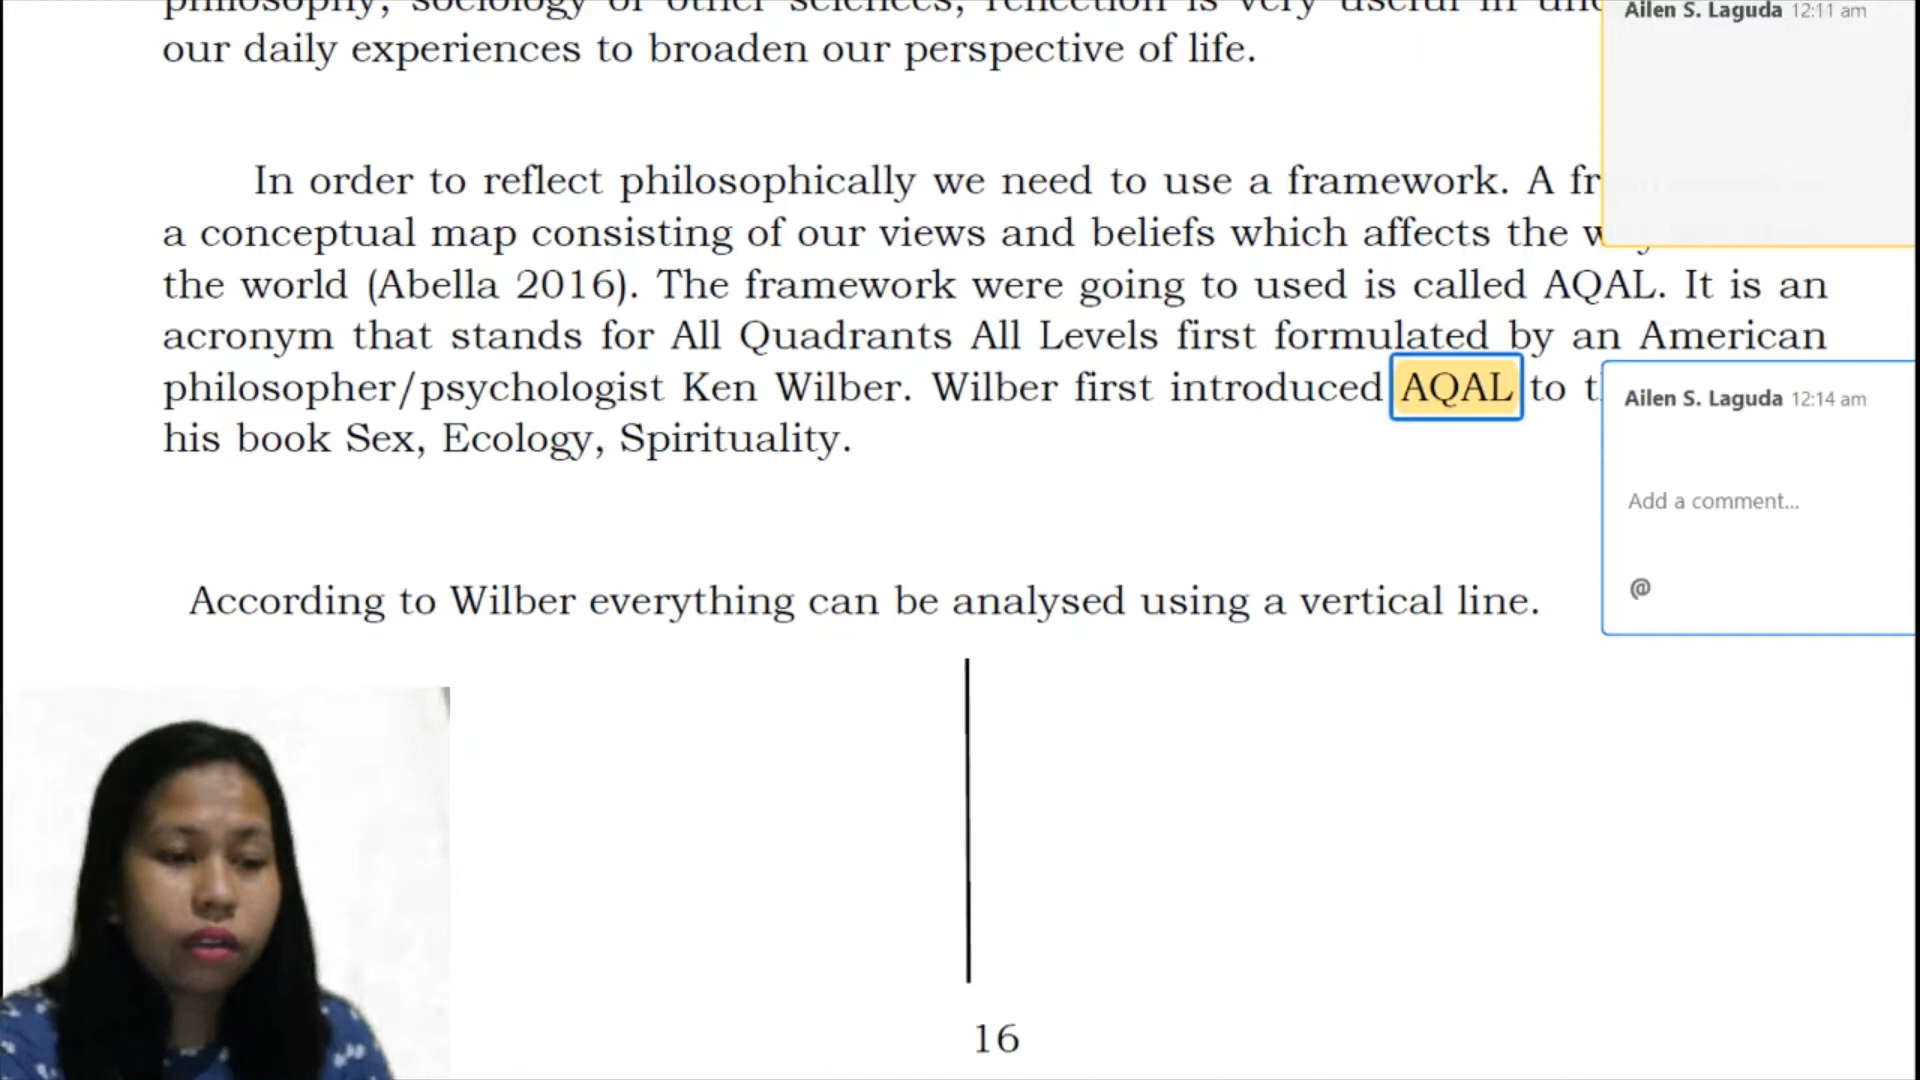 our daily experiences to broaden our perspective of life.
In order to reflect philosophically we need to use a framework. A
a conceptual map consisting of our views and beliefs which affects the
the world (Abella 2016). The framework were going to used is called AQAL. It is an
acronym that stands for All Quadrants All Levels first formulated by an American
philosopher/psychologist Ken Wilber. Wilber first introduced AQAL to
his book Sex, Ecology, Spirituality.
According to Wilber everything can be analysed using a vertical line.
16
Ailen S. Laguda 12:11 am
Ailen S. Laguda 12:14 am
Add a comment...
@